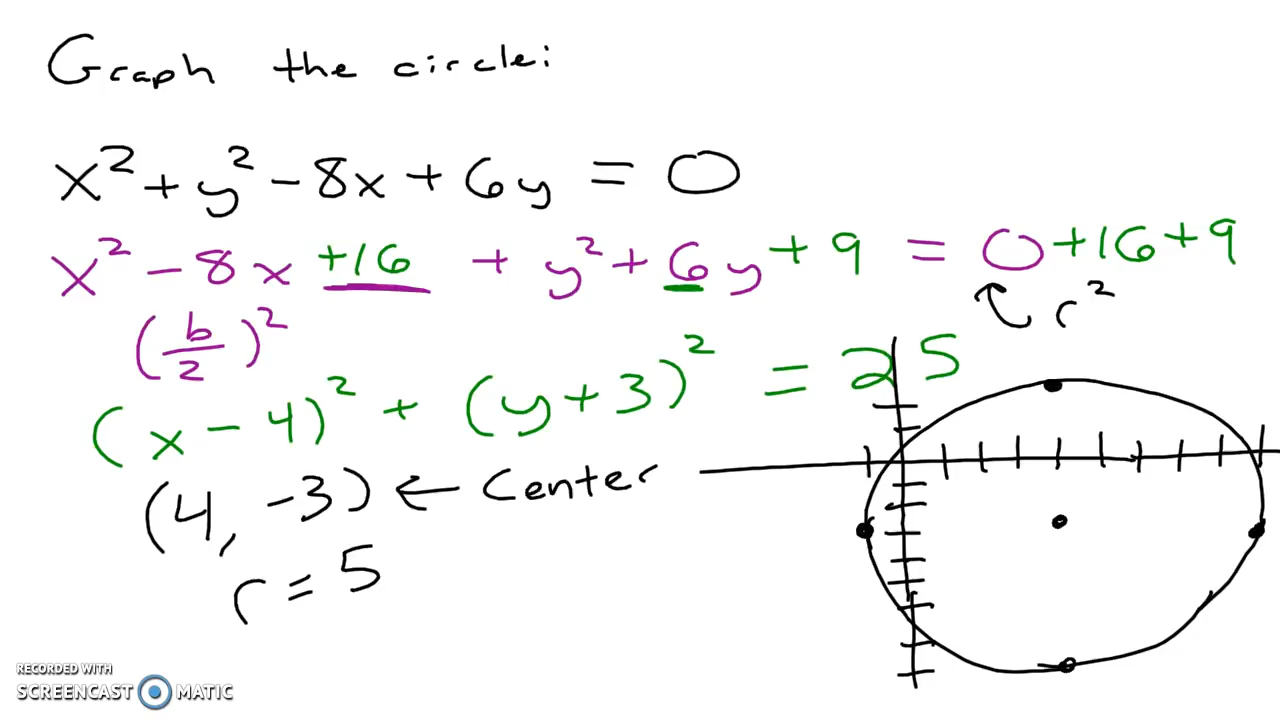 Graph the circle:
x² + y² - 8x + 6y = 0
x² - 8x +16 + y² + 6y + 9 = 0 + 16 + 9
(b/2)² r²
(x - 4)² + (y + 3)² = 25
(4, -3) ← Center
r = 5
RECORDED WITH
SCREENCAST MATIC